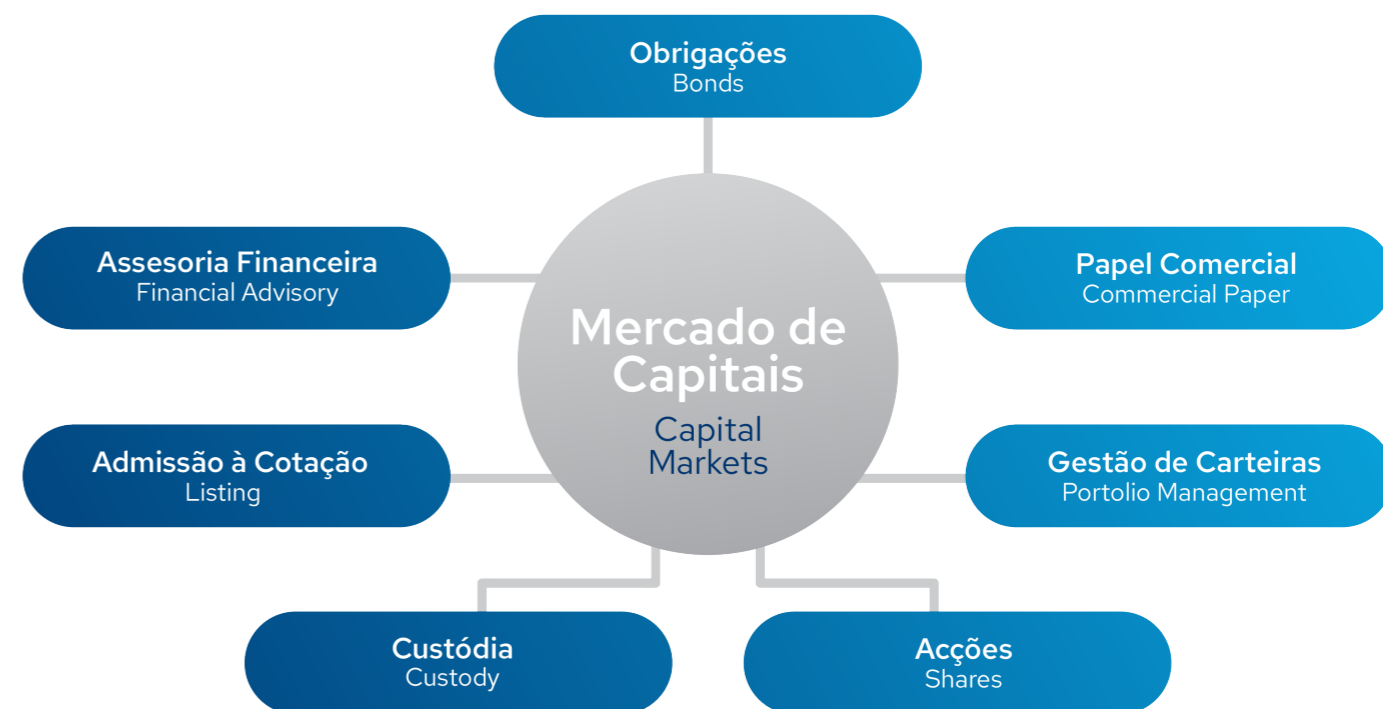 Obrigações
Bonds
Assesoria Financeira
Financial Advisory
Papel Comercial
Commercial Paper
Mercado de
Capitais
Capital
Markets
Admissão à Cotação
Listing
Gestão de Carteiras
Portolio Management
Custódia
Custody
Acções
Shares